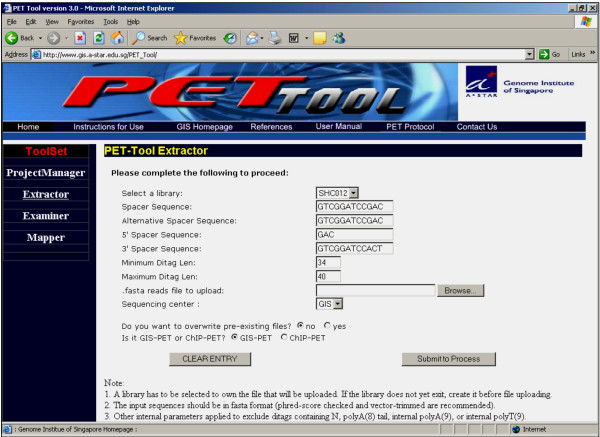 PET Tool version 3.0 - Microsoft Internet Explorer
File Edit View Favorites Tools Help
Back Search Favorites
Address http://www.gis.a-star.edu.sg/PET_Tool/ Go Links »
PET TOOL
A*STAR
Genome Institute
of Singapore
Home Instructions for Use GIS Homepage References User Manual PET Protocol Contact Us
ToolSet
ProjectManager
Extractor
Examiner
Mapper
PET-Tool Extractor
Please complete the following to proceed:
Select a library: SHC012
Spacer Sequence: GTCGGATCCGAC
Alternative Spacer Sequence: GTCGGATCCGAC
5' Spacer Sequence: GAC
3' Spacer Sequence: GTCGGATCCACT
Minimum Ditag Len: 34
Maximum Ditag Len: 40
.fasta reads file to upload: Browse...
Sequencing center : GIS
Do you want to overwrite pre-existing files? no yes
Is it GIS-PET or ChIP-PET? GIS-PET ChIP-PET
CLEAR ENTRY Submit to Process
Note:
1. A library has to be selected to own the file that will be uploaded. If the library does not yet exit, create it before file uploading.
2. The input sequences should be in fasta format (phred-score checked and vector-trimmed are recommended).
3. Other internal parameters applied to exclude ditags containing N, polyA(8) tail, internal polyA(9), or internal polyT(9).
: Genome Institue of Singapore Homepage : Internet